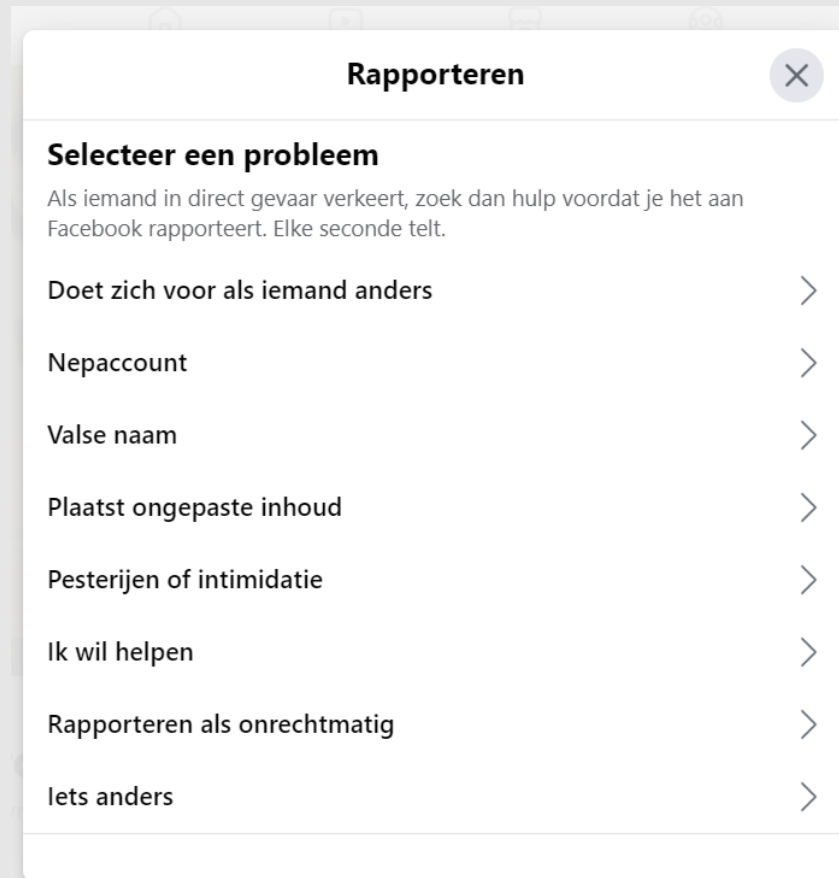 Rapporteren
Selecteer een probleem
Als iemand in direct gevaar verkeert, zoek dan hulp voordat je het aan
Facebook rapporteert. Elke seconde telt.
Doet zich voor als iemand anders
Nepaccount
Valse naam
Plaatst ongepaste inhoud
Pesterijen of intimidatie
Ik wil helpen
Rapporteren als onrechtmatig
Iets anders